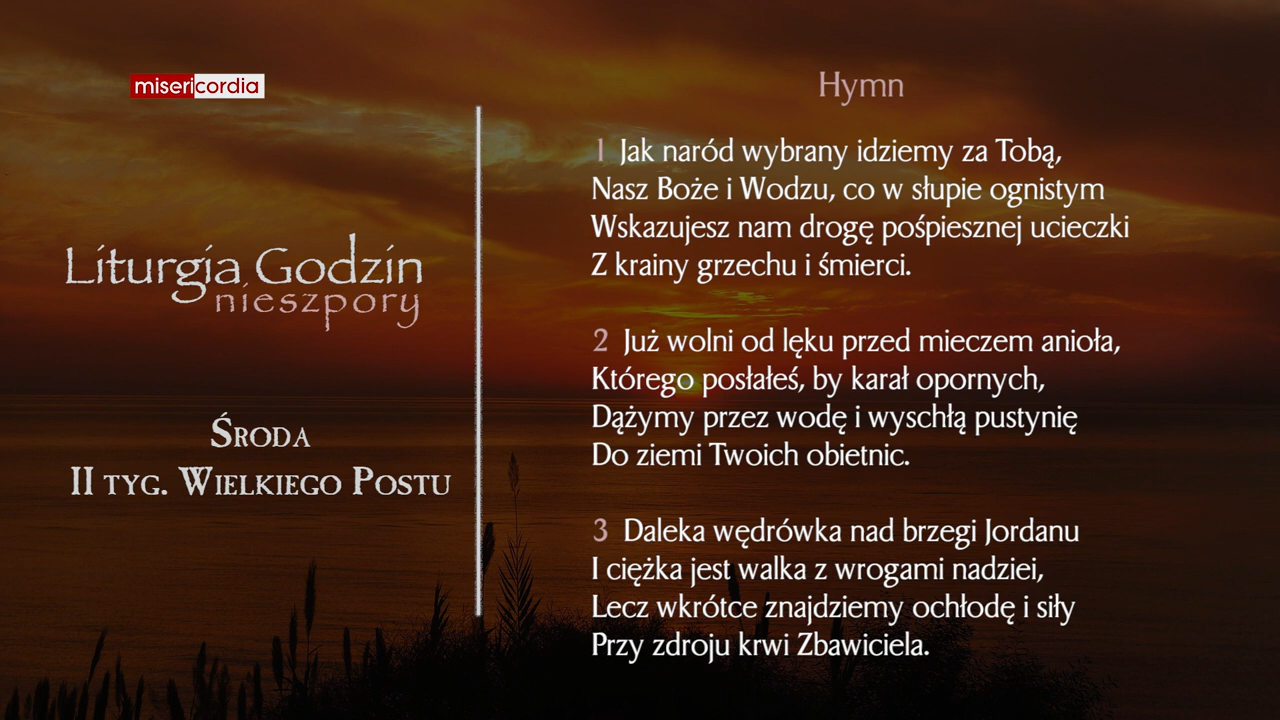 misericordia
Liturgia Godzin
nieszpory
Środa
II tyg. Wielkiego Postu
Hymn
1 Jak naród wybrany idziemy za Tobą,
Nasz Boże i Wodzu, co w słupie ognistym
Wskazujesz nam drogę pośpiesznej ucieczki
Z krainy grzechu i śmierci.
2 Już wolni od lęku przed mieczem anioła,
Którego posłałeś, by karał opornych,
Dążymy przez wodę i wyschłą pustynię
Do ziemi Twoich obietnic.
3 Daleka wędrówka nad brzegi Jordanu
I ciężka jest walka z wrogami nadziei,
Lecz wkrótce znajdziemy ochłodę i siły
Przy zdroju krwi Zbawiciela.